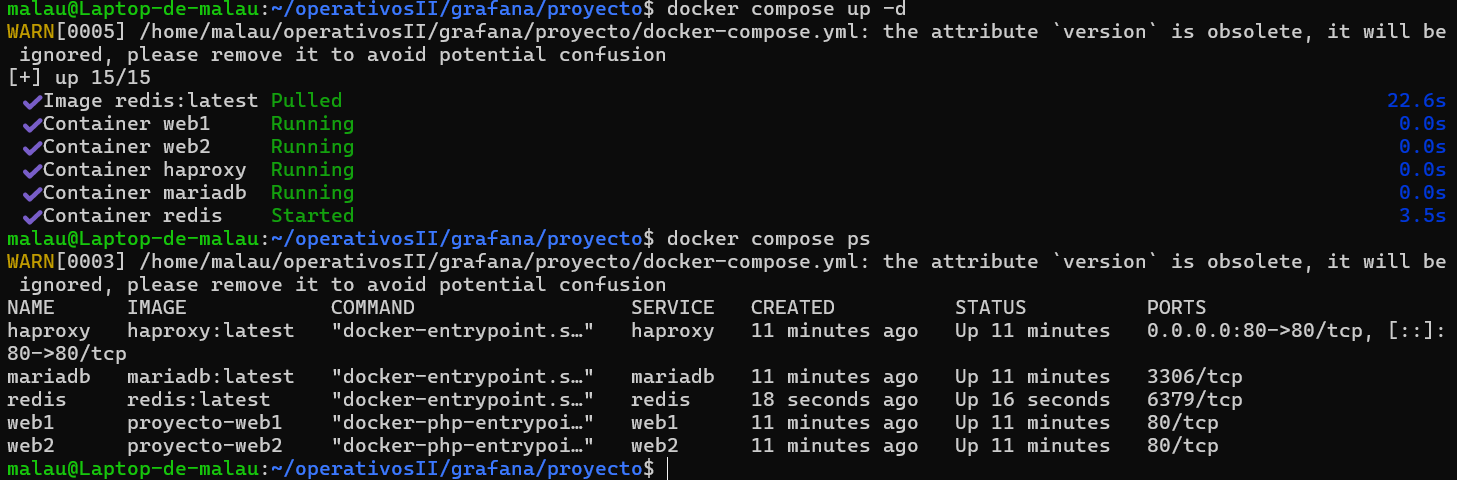 malau@Laptop-de-malau:~/operativosII/grafana/proyecto$ docker compose up -d
WARN[0005] /home/malau/operativosII/grafana/proyecto/docker-compose.yml: the attribute `version` is obsolete, it will be
 ignored, please remove it to avoid potential confusion
[+] up 15/15
 ✔Image redis:latest Pulled 22.6s
 ✔Container web1 Running 0.0s
 ✔Container web2 Running 0.0s
 ✔Container haproxy Running 0.0s
 ✔Container mariadb Running 0.0s
 ✔Container redis Started 3.5s
malau@Laptop-de-malau:~/operativosII/grafana/proyecto$ docker compose ps
WARN[0003] /home/malau/operativosII/grafana/proyecto/docker-compose.yml: the attribute `version` is obsolete, it will be
 ignored, please remove it to avoid potential confusion
NAME IMAGE COMMAND SERVICE CREATED STATUS PORTS
haproxy haproxy:latest "docker-entrypoint.s…" haproxy 11 minutes ago Up 11 minutes 0.0.0.0:80->80/tcp, [::]:
80->80/tcp
mariadb mariadb:latest "docker-entrypoint.s…" mariadb 11 minutes ago Up 11 minutes 3306/tcp
redis redis:latest "docker-entrypoint.s…" redis 18 seconds ago Up 16 seconds 6379/tcp
web1 proyecto-web1 "docker-php-entrypoi…" web1 11 minutes ago Up 11 minutes 80/tcp
web2 proyecto-web2 "docker-php-entrypoi…" web2 11 minutes ago Up 11 minutes 80/tcp
malau@Laptop-de-malau:~/operativosII/grafana/proyecto$